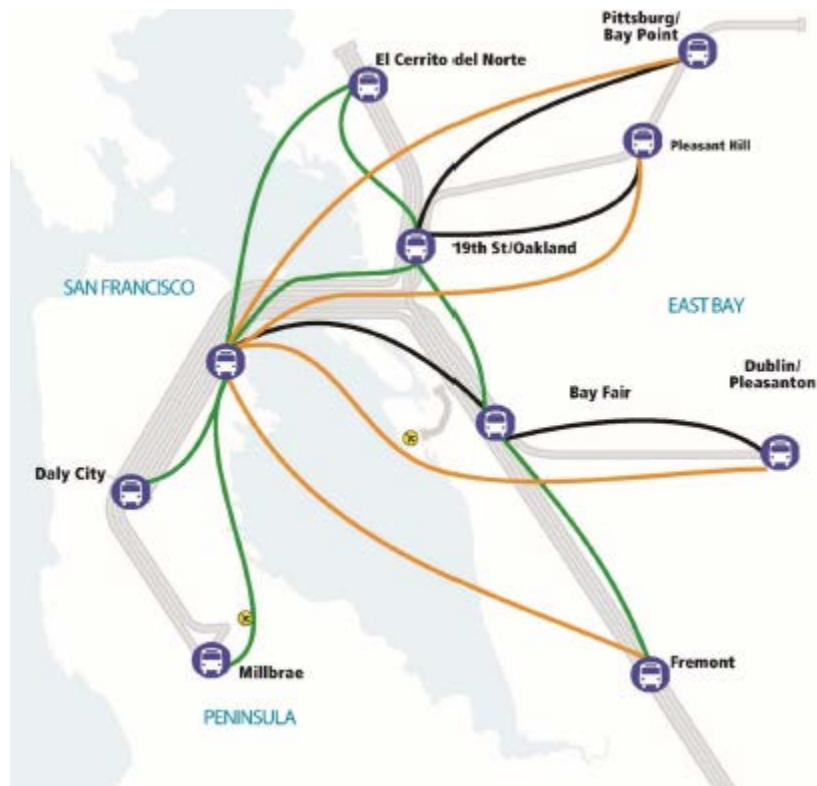 Pittsburg/
Bay Point
El Cerrito del Norte
Pleasant Hill
19th St/Oakland
SAN FRANCISCO
EAST BAY
Dublin/
Pleasanton
Bay Fair
Daly City
Fremont
Millbrae
PENINSULA